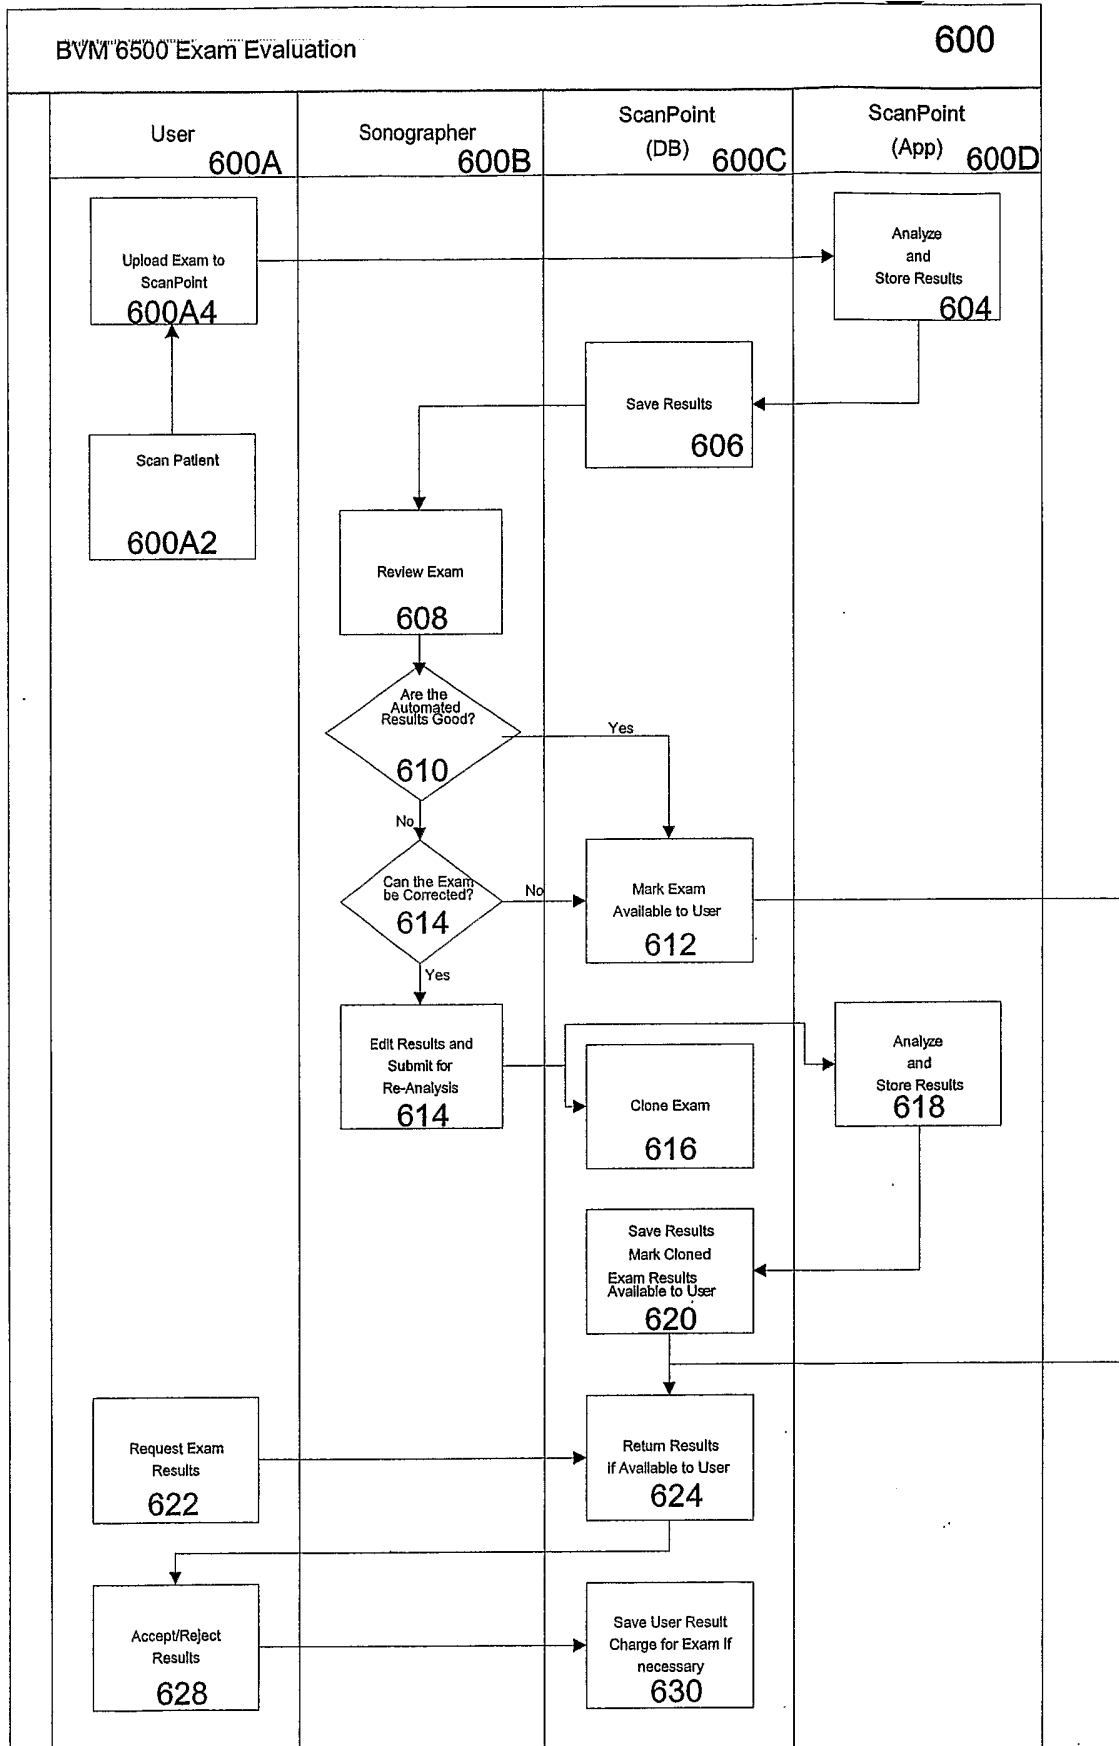 BVM 6500 Exam Evaluation
600
User
600A
Sonographer
600B
ScanPoint
(DB)
600C
ScanPoint
(App)
600D
Upload Exam to
ScanPoint
600A4
Analyze
and
Store Results
604
Save Results
606
Scan Patient
600A2
Review Exam
608
Are the
Automated
Results Good?
610
Yes
No
Can the Exam
be Corrected?
614
No
Mark Exam
Available to User
612
Yes
Edit Results and
Submit for
Re-Analysis
614
Clone Exam
616
Analyze
and
Store Results
618
Save Results
Mark Cloned
Exam Results
Available to User
620
Request Exam
Results
622
Return Results
if Available to User
624
Accept/Reject
Results
628
Save User Result
Charge for Exam if
necessary
630